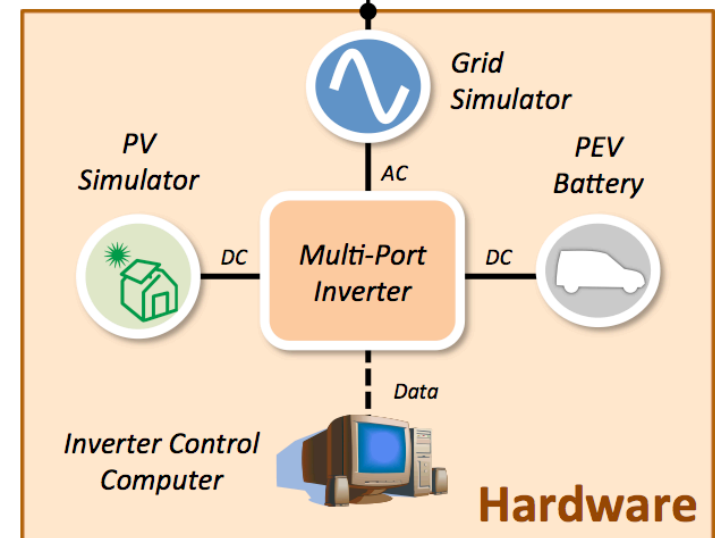 Grid
Simulator
PV
Simulator
AC
PEV
Battery
DC
Multi-Port
Inverter
DC
Data
Inverter Control
Computer
Hardware